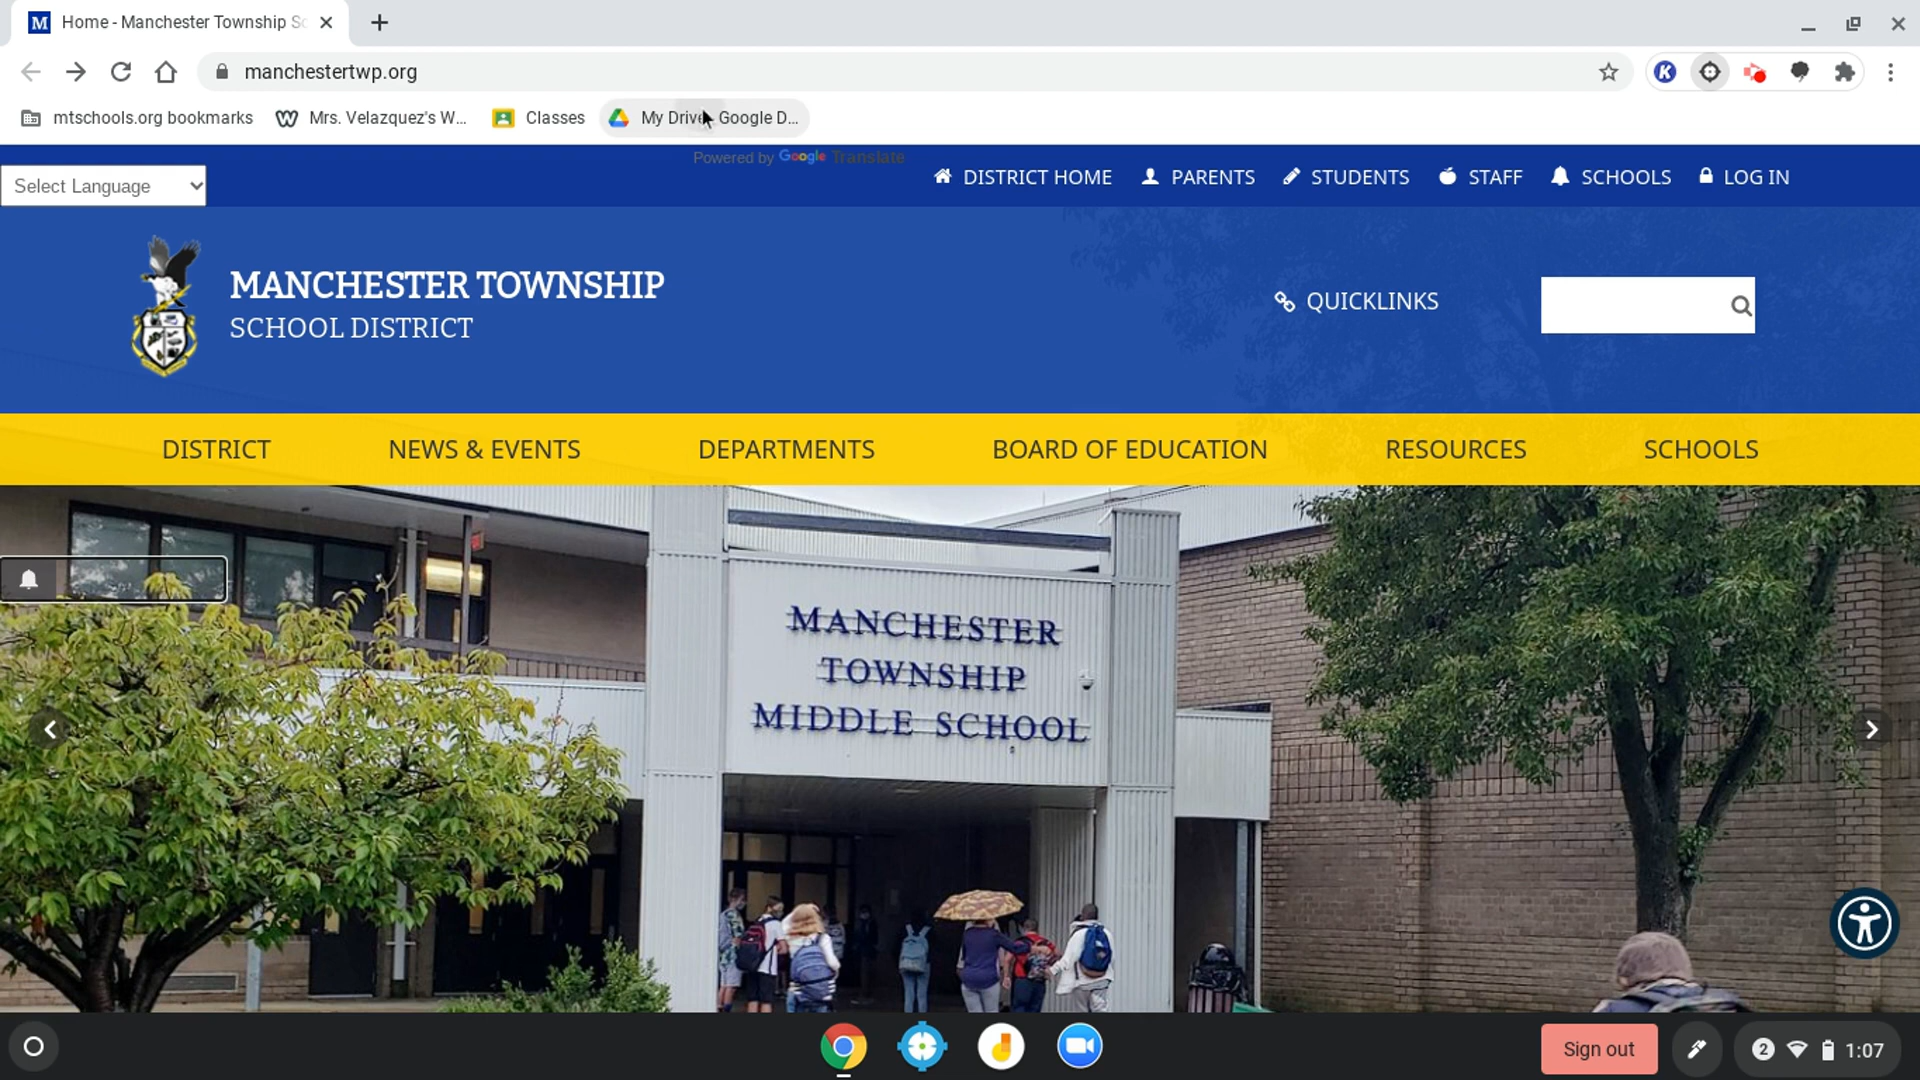 M Home - Manchester Township Sc
manchestertwp.org
K
mtschools.org bookmarks
Mrs. Velazquez's W...
Classes
My Drive Google D...
Powered by Google Translate
Select Language
DISTRICT HOME
PARENTS
STUDENTS
STAFF
SCHOOLS
LOG IN
MANCHESTER TOWNSHIP
SCHOOL DISTRICT
QUICKLINKS
DISTRICT
NEWS & EVENTS
DEPARTMENTS
BOARD OF EDUCATION
RESOURCES
SCHOOLS
MANCHESTER
TOWNSHIP
MIDDLE SCHOOL
Sign out
2
1:07